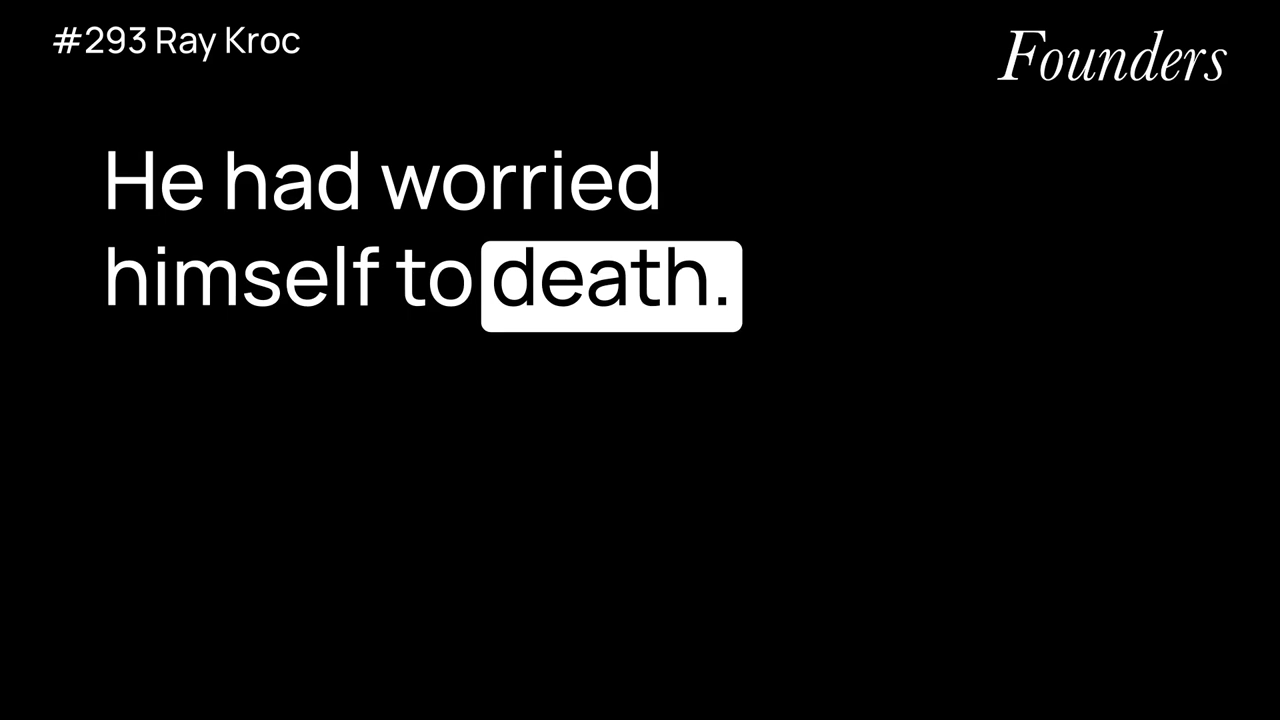 #293 Ray Kroc
Founders
He had worried
himself to death.